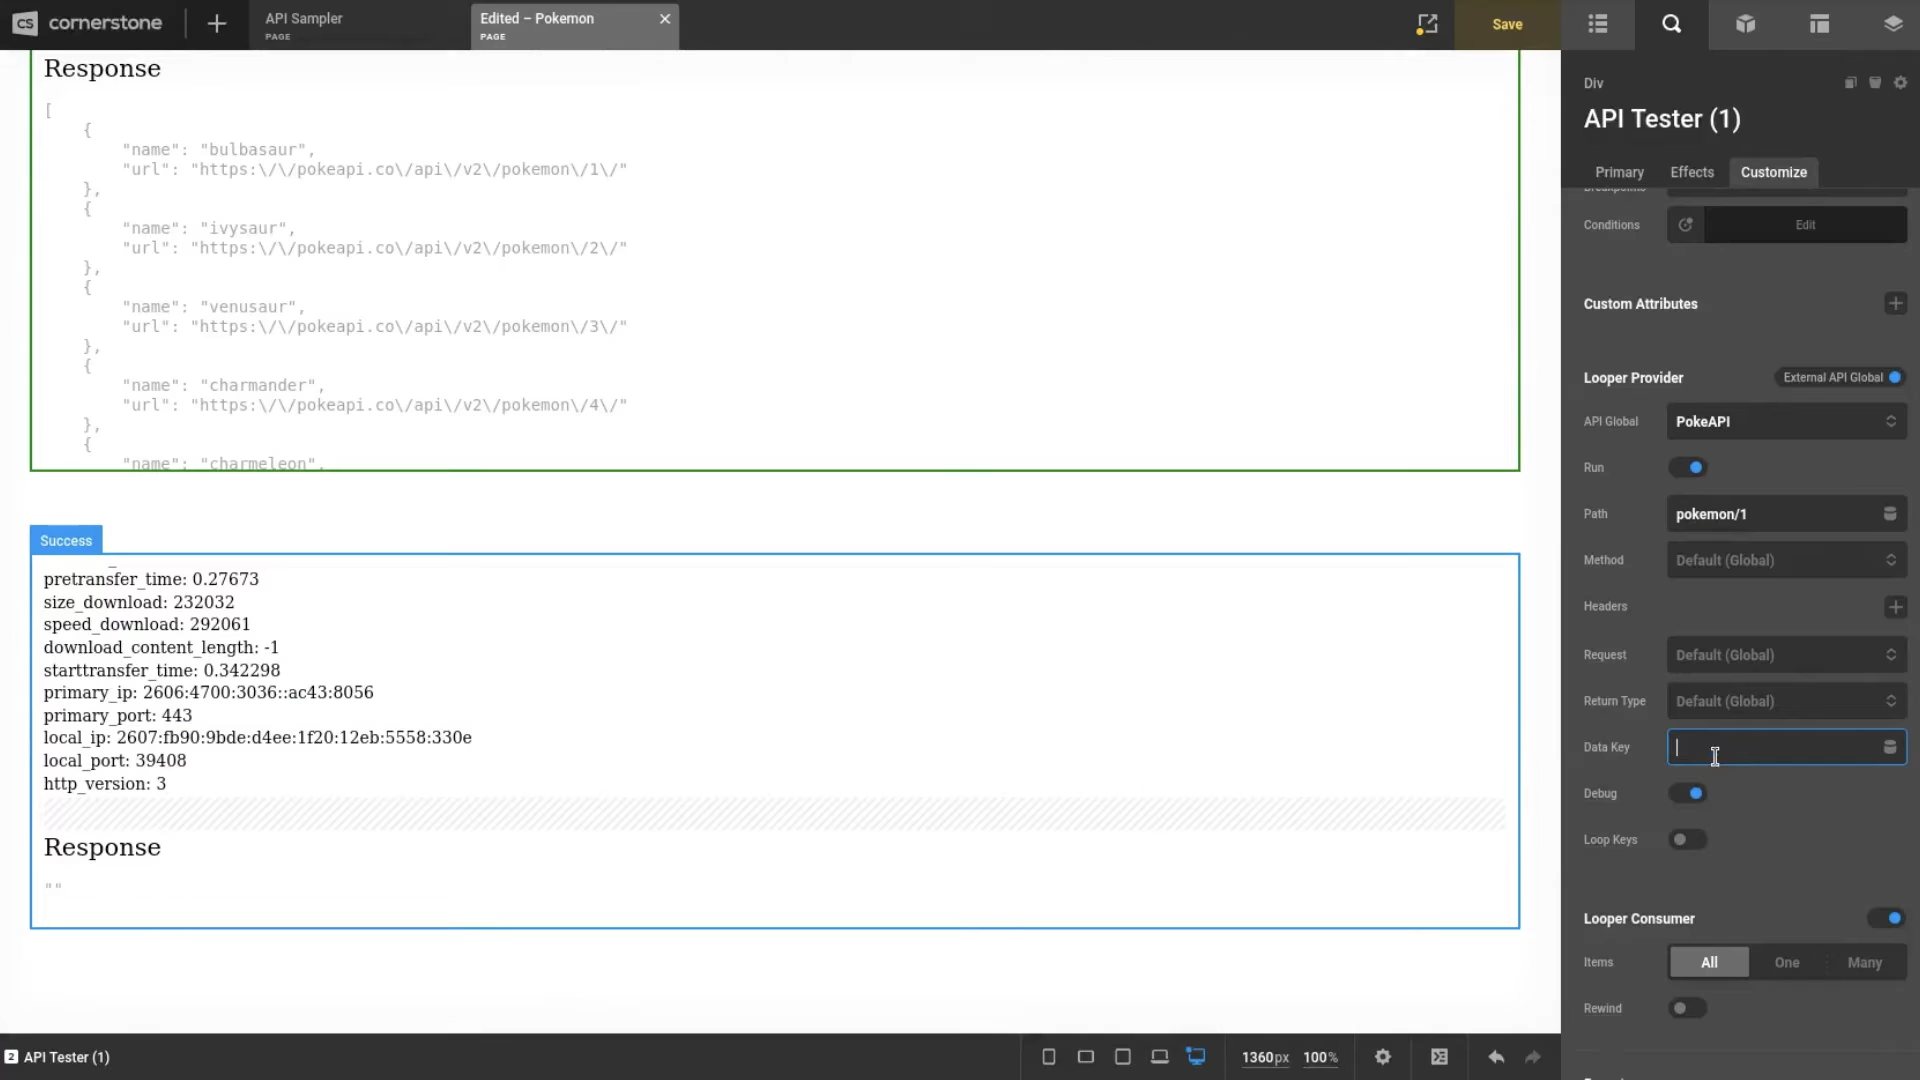 cornerstone
API Sampler
PAGE
Edited – Pokemon
PAGE
Save
Response
[
{
"name": "bulbasaur",
"url": "https:\/\/pokeapi.co\/api\/v2\/pokemon\/1\/"
},
{
"name": "ivysaur",
"url": "https:\/\/pokeapi.co\/api\/v2\/pokemon\/2\/"
},
{
"name": "venusaur",
"url": "https:\/\/pokeapi.co\/api\/v2\/pokemon\/3\/"
},
{
"name": "charmander",
"url": "https:\/\/pokeapi.co\/api\/v2\/pokemon\/4\/"
},
{
"name": "charmeleon",
Success
pretransfer_time: 0.27673
size_download: 232032
speed_download: 292061
download_content_length: -1
starttransfer_time: 0.342298
primary_ip: 2606:4700:3036::ac43:8056
primary_port: 443
local_ip: 2607:fb90:9bde:d4ee:1f20:12eb:5558:330e
local_port: 39408
http_version: 3
Response
""
Div
API Tester (1)
Primary Effects Customize
Breakpoints
Conditions Edit
Custom Attributes
Looper Provider External API Global
API Global PokeAPI
Run
Path pokemon/1
Method Default (Global)
Headers
Request Default (Global)
Return Type Default (Global)
Data Key
Debug
Loop Keys
Looper Consumer
Items All One Many
Rewind
2 API Tester (1)
1360px 100%